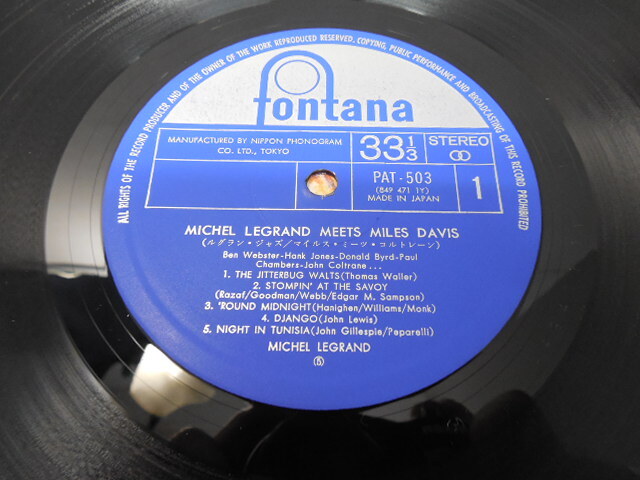 ALL RIGHTS OF THE RECORD PRODUCER AND OF THE OWNER OF THE WORK REPRODUCED RESERVED. COPYING, PUBLIC PERFORMANCE AND BROADCASTING OF THIS RECORD PROHIBITED
fontana
MANUFACTURED BY NIPPON PHONOGRAM CO. LTD., TOKYO
33 1/3
STEREO
PAT-503
(849 471 1Y)
MADE IN JAPAN
1
MICHEL LEGRAND MEETS MILES DAVIS
(ルグラン・ジャズ/マイルス・ミーツ・コルトレーン)
Ben Webster-Hank Jones-Donald Byrd-Paul
Chambers-John Coltrane...
1. THE JITTERBUG WALTS(Thomas Waller)
2. STOMPIN' AT THE SAVOY
(Razaf/Goodman/Webb/Edgar M. Sampson)
3. 'ROUND MIDNIGHT(Hanighen/Williams/Monk)
4. DJANGO(John Lewis)
5. NIGHT IN TUNISIA(John Gillespie/Peparelli)
MICHEL LEGRAND